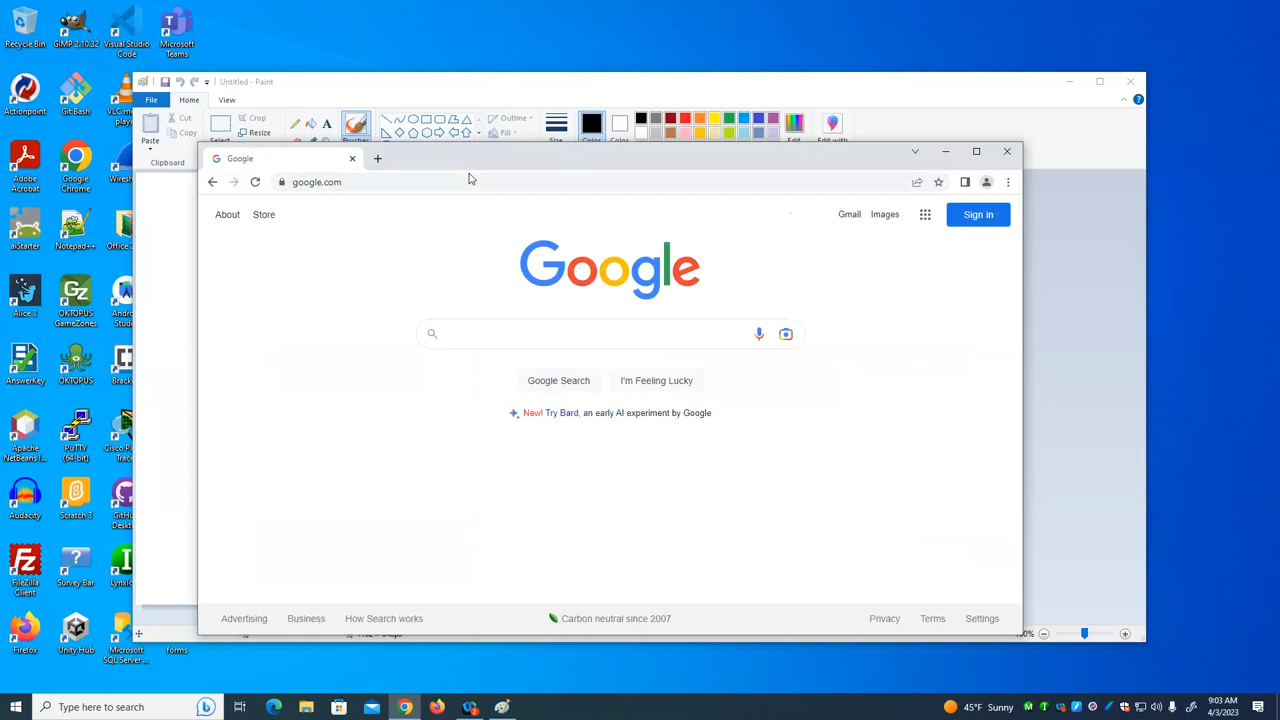 Recycle Bin
GIMP 2.10.32
Visual Studio Code
Microsoft Teams
Actionpoint
Git Bash
VLC player
Adobe Acrobat
Google Chrome
aiStarter
Notepad++
Office
Alice 3
OKTOPUS GameZones
AnswerKey
OKTOPUS
Apache NetBeans
PuTTY (64-bit)
Cisco
Audacity
Scratch 3
FileZilla Client
Survey Bar
Firefox
Unity Hub
Microsoft SQL Server ...
forms
Untitled - Paint
File
Home
View
Paste
Cut
Copy
Clipboard
Crop
Resize
Outline
Fill
Google
google.com
About
Store
Gmail
Images
Sign in
Google
Google Search
I'm Feeling Lucky
New! Try Bard, an early AI experiment by Google
Advertising
Business
How Search works
Carbon neutral since 2007
Privacy
Terms
Settings
Type here to search
45°F Sunny
9:03 AM
4/3/2023